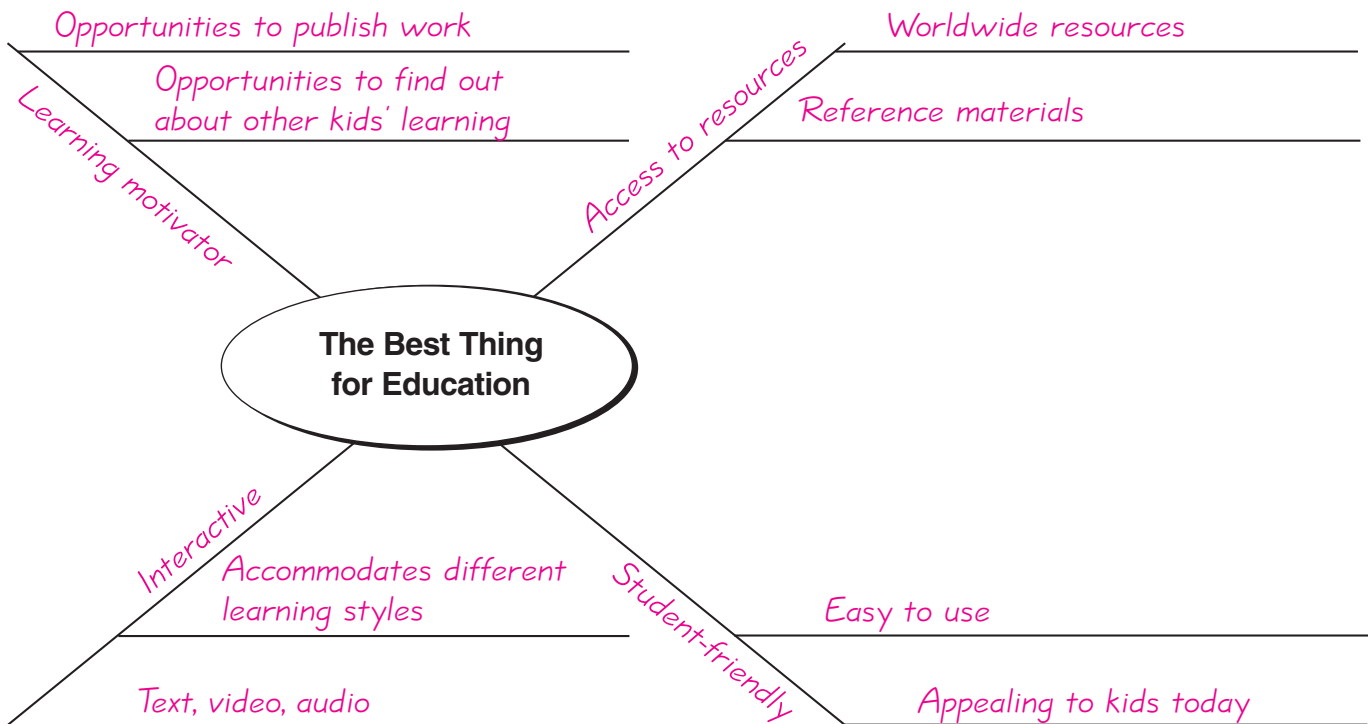 Opportunities to publish work
Opportunities to find out
about other kids' learning
Learning motivator
Worldwide resources
Reference materials
Access to resources
The Best Thing
for Education
Interactive
Accommodates different
learning styles
Text, video, audio
Student-friendly
Easy to use
Appealing to kids today